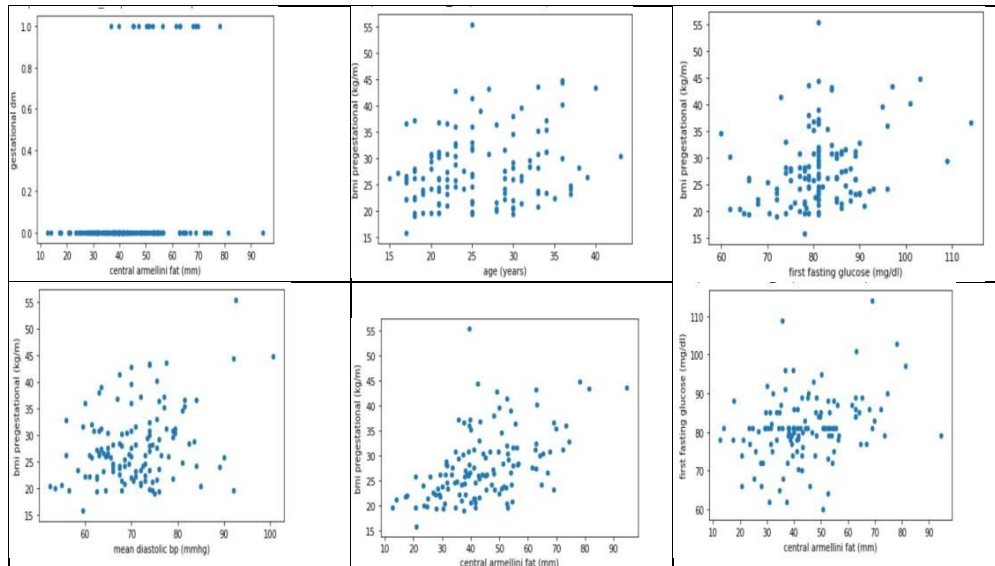 gestational dm
1.0
0.8
0.6
0.4
0.2
0.0
10 20 30 40 50 60 70 80 90
central armellini fat (mm)
bmi pregestational (kg/m)
55
50
45
40
35
30
25
20
15
15 20 25 30 35 40
age (years)
bmi pregestational (kg/m)
55
50
45
40
35
30
25
20
15
60 70 80 90 100 110
first fasting glucose (mg/dl)
bmi pregestational (kg/m)
55
50
45
40
35
30
25
20
15
60 70 80 90 100
mean diastolic bp (mmhg)
bmi pregestational (kg/m)
55
50
45
40
35
30
25
20
15
10 20 30 40 50 60 70 80 90
central armellini fat (mm)
first fasting glucose (mg/dl)
110
100
90
80
70
60
10 20 30 40 50 60 70 80 90
central armellini fat (mm)